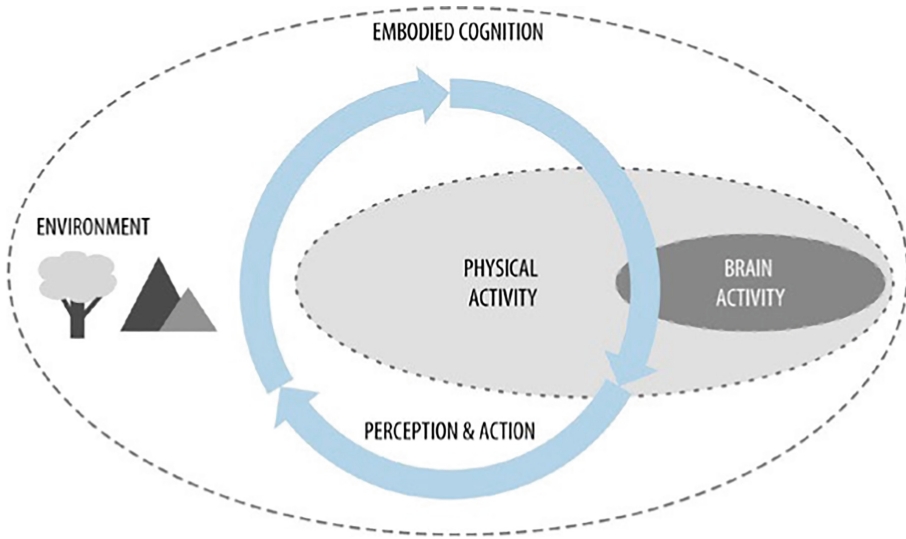 EMBODIED COGNITION
ENVIRONMENT
PHYSICAL
ACTIVITY
BRAIN
ACTIVITY
PERCEPTION & ACTION